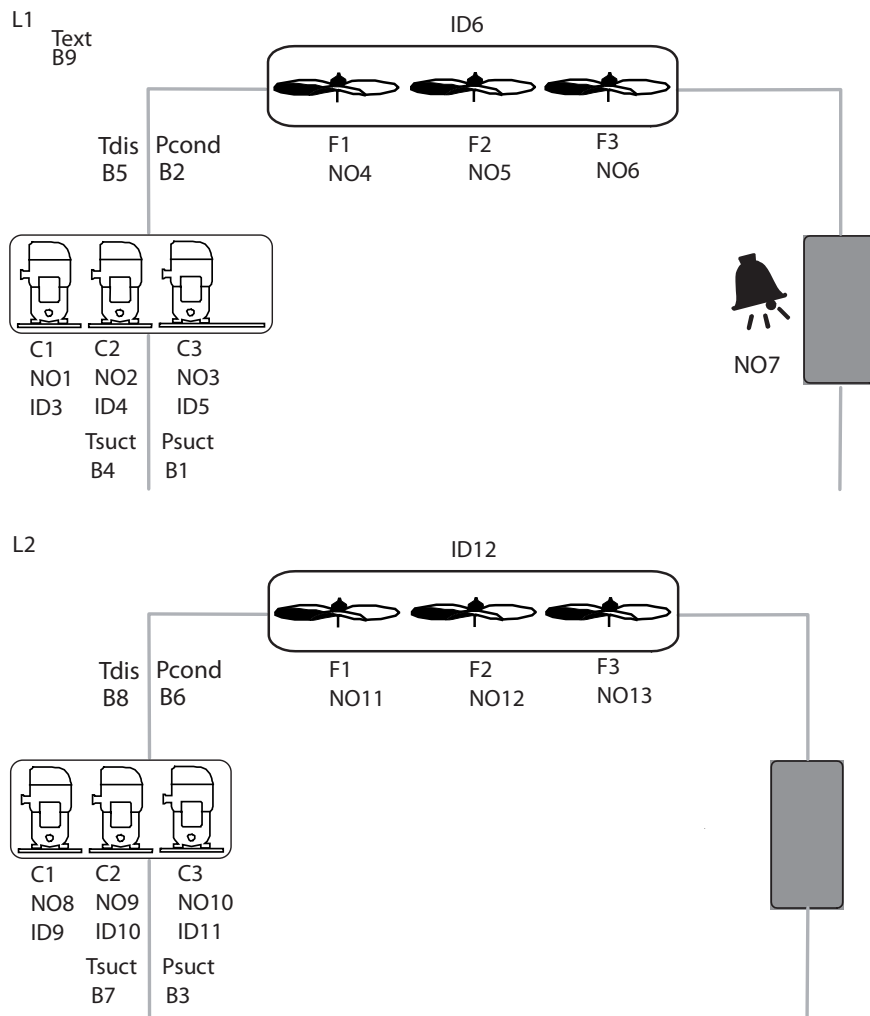 L1
Text
B9
ID6
Tdis Pcond
B5 B2
F1 F2 F3
NO4 NO5 NO6
C1 C2 C3
NO1 NO2 NO3
ID3 ID4 ID5
NO7
Tsuct Psuct
B4 B1
L2
ID12
Tdis Pcond
B8 B6
F1 F2 F3
NO11 NO12 NO13
C1 C2 C3
NO8 NO9 NO10
ID9 ID10 ID11
Tsuct Psuct
B7 B3